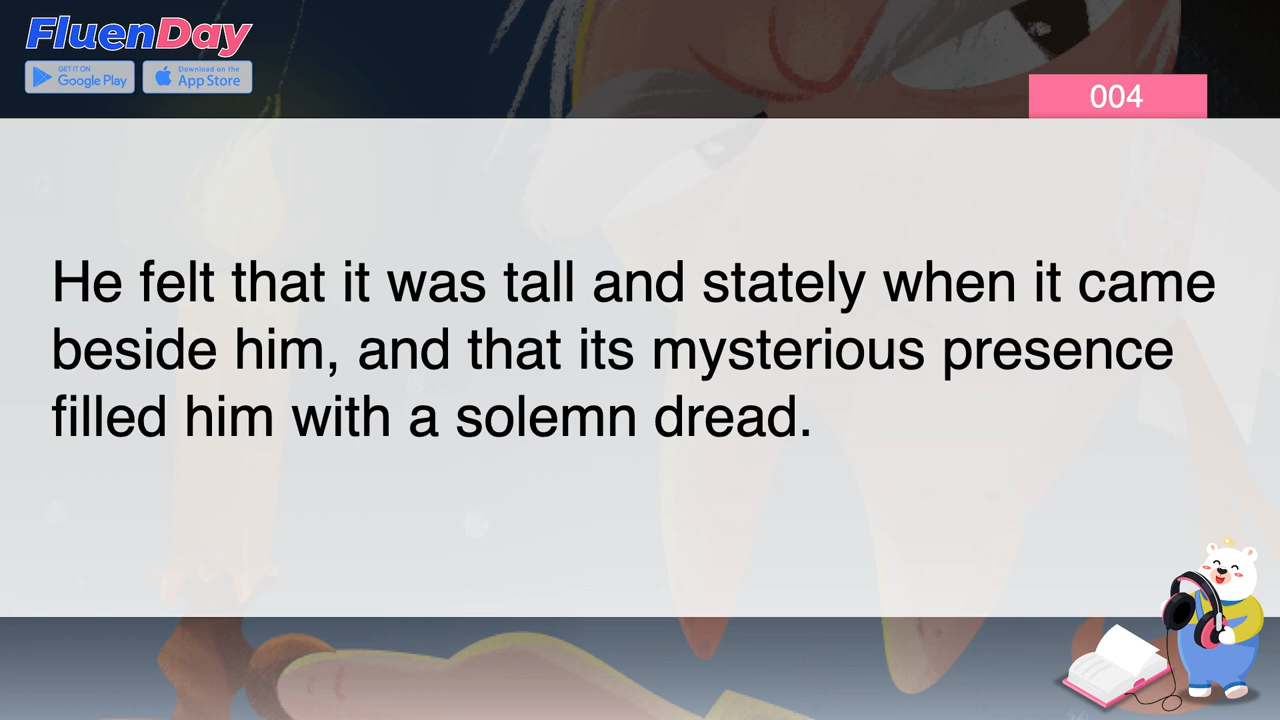 FluenDay
GET IT ON
Google Play
Download on the
App Store
004
He felt that it was tall and stately when it came
beside him, and that its mysterious presence
filled him with a solemn dread.